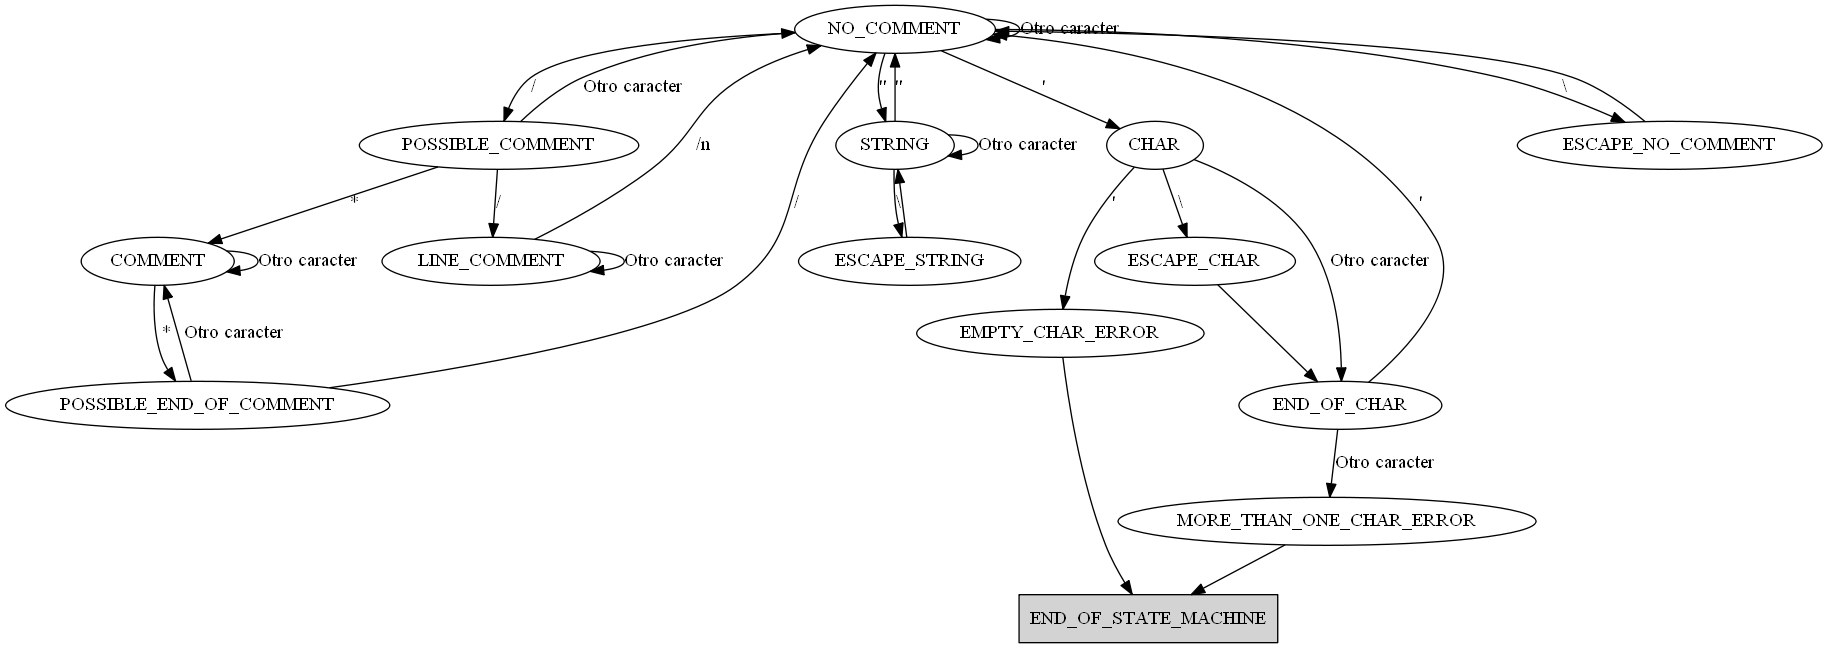 NO_COMMENT
Otro caracter
/
Otro caracter
" "
'
\
POSSIBLE_COMMENT
/n
STRING
Otro caracter
CHAR
ESCAPE_NO_COMMENT
*
/
/
\
'
\
'
COMMENT
Otro caracter
LINE_COMMENT
Otro caracter
ESCAPE_STRING
ESCAPE_CHAR
Otro caracter
*
Otro caracter
EMPTY_CHAR_ERROR
POSSIBLE_END_OF_COMMENT
END_OF_CHAR
Otro caracter
MORE_THAN_ONE_CHAR_ERROR
END_OF_STATE_MACHINE